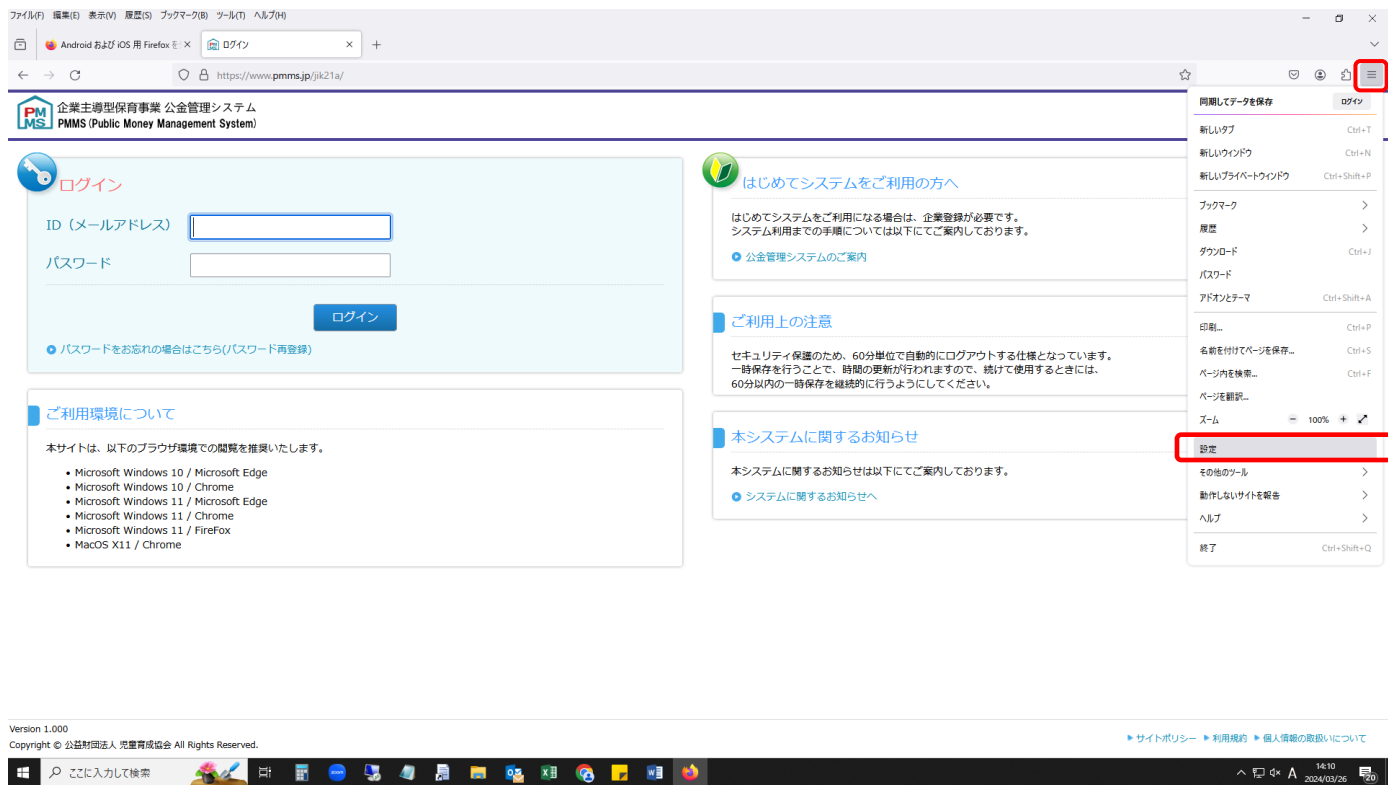 ファイル(F) 編集(E) 表示(V) 履歴(S) ブックマーク(B) ツール(T) ヘルプ(H)
Android および iOS 用 Firefox を
ログイン
https://www.pmms.jp/jik21a/
PMMS
企業主導型保育事業 公金管理システム
PMMS (Public Money Management System)
ログイン
ID（メールアドレス）
パスワード
ログイン
パスワードをお忘れの場合はこちら(パスワード再登録)
ご利用環境について
本サイトは、以下のブラウザ環境での閲覧を推奨いたします。
• Microsoft Windows 10 / Microsoft Edge
• Microsoft Windows 10 / Chrome
• Microsoft Windows 11 / Microsoft Edge
• Microsoft Windows 11 / Chrome
• Microsoft Windows 11 / FireFox
• MacOS X11 / Chrome
はじめてシステムをご利用の方へ
はじめてシステムをご利用になる場合は、企業登録が必要です。
システム利用までの手順については以下にてご案内しております。
公金管理システムのご案内
ご利用上の注意
セキュリティ保護のため、60分単位で自動的にログアウトする仕様となっています。
一時保存を行うことで、時間の更新が行われますので、続けて使用するときには、
60分以内の一時保存を継続的に行うようにしてください。
本システムに関するお知らせ
本システムに関するお知らせは以下にてご案内しております。
システムに関するお知らせへ
同期してデータを保存 ログイン
新しいタブ Ctrl+T
新しいウィンドウ Ctrl+N
新しいプライベートウィンドウ Ctrl+Shift+P
ブックマーク
履歴
ダウンロード Ctrl+J
パスワード
アドオンとテーマ Ctrl+Shift+A
印刷... Ctrl+P
名前を付けてページを保存... Ctrl+S
ページ内を検索... Ctrl+F
ページを翻訳...
ズーム − 100% +
設定
その他のツール
動作しないサイトを報告
ヘルプ
終了 Ctrl+Shift+Q
Version 1.000
Copyright © 公益財団法人 児童育成協会 All Rights Reserved.
サイトポリシー 利用規約 個人情報の取扱いについて
ここに入力して検索
zoom
A
14:10
2024/03/26
20